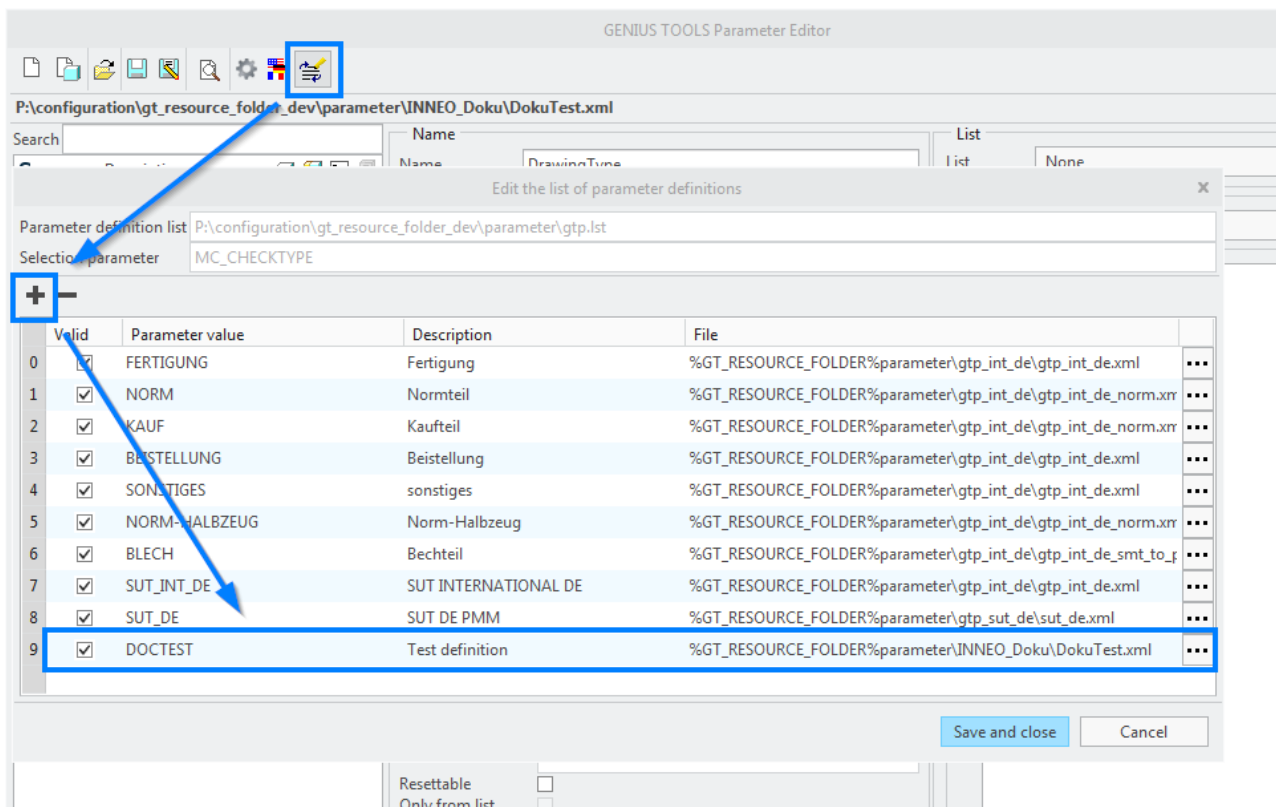 GENIUS TOOLS Parameter Editor
P:\configuration\gt_resource_folder_dev\parameter\INNEO_Doku\DokuTest.xml
Search Name List
Name DrawingType List None
Edit the list of parameter definitions x
Parameter definition list P:\configuration\gt_resource_folder_dev\parameter\gtp.lst
Selection parameter MC_CHECKTYPE
Valid Parameter value Description File
0 FERTIGUNG Fertigung %GT_RESOURCE_FOLDER%parameter\gtp_int_de\gtp_int_de.xml ...
1 NORM Normteil %GT_RESOURCE_FOLDER%parameter\gtp_int_de\gtp_int_de_norm.xm ...
2 KAUF Kaufteil %GT_RESOURCE_FOLDER%parameter\gtp_int_de\gtp_int_de_norm.xm ...
3 BEISTELLUNG Beistellung %GT_RESOURCE_FOLDER%parameter\gtp_int_de\gtp_int_de.xml ...
4 SONSTIGES sonstiges %GT_RESOURCE_FOLDER%parameter\gtp_int_de\gtp_int_de.xml ...
5 NORM-HALBZEUG Norm-Halbzeug %GT_RESOURCE_FOLDER%parameter\gtp_int_de\gtp_int_de_norm.xm ...
6 BLECH Bechteil %GT_RESOURCE_FOLDER%parameter\gtp_int_de\gtp_int_de_smt_to_p ...
7 SUT_INT_DE SUT INTERNATIONAL DE %GT_RESOURCE_FOLDER%parameter\gtp_int_de\gtp_int_de.xml ...
8 SUT_DE SUT DE PMM %GT_RESOURCE_FOLDER%parameter\gtp_sut_de\sut_de.xml ...
9 DOCTEST Test definition %GT_RESOURCE_FOLDER%parameter\INNEO_Doku\DokuTest.xml ...
Save and close Cancel
Resettable
Only from list